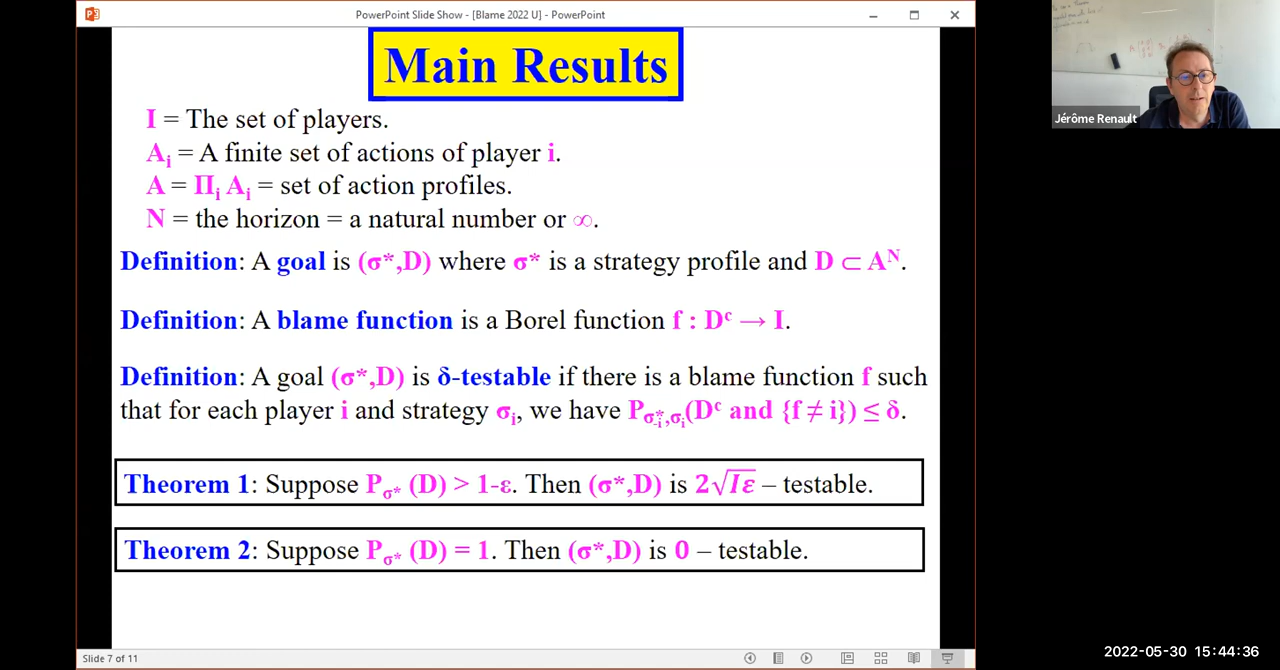 PowerPoint Slide Show - [Blame 2022 U] - PowerPoint
Main Results
I = The set of players.
Aᵢ = A finite set of actions of player i.
A = Πᵢ Aᵢ = set of action profiles.
N = the horizon = a natural number or ∞.
Definition: A goal is (σ*,D) where σ* is a strategy profile and D ⊂ Aᴺ.
Definition: A blame function is a Borel function f : Dᶜ → I.
Definition: A goal (σ*,D) is δ-testable if there is a blame function f such
that for each player i and strategy σᵢ, we have P_{σ*₋ᵢ,σᵢ}(Dᶜ and {f ≠ i}) ≤ δ.
Theorem 1: Suppose P_{σ*} (D) > 1-ε. Then (σ*,D) is 2√Iε – testable.
Theorem 2: Suppose P_{σ*} (D) = 1. Then (σ*,D) is 0 – testable.
Slide 7 of 11
Jérôme Renault
2022-05-30 15:44:36